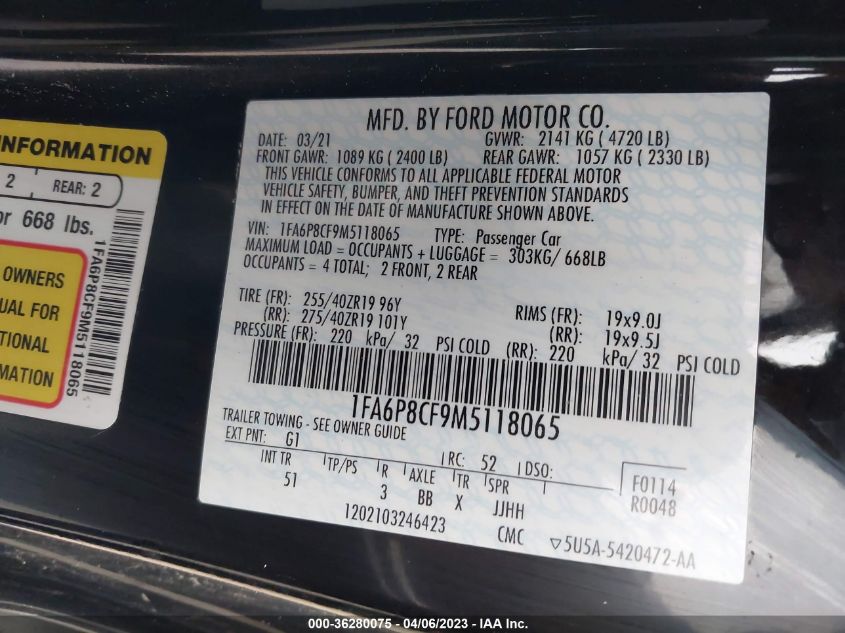 INFORMATION
2 REAR: 2
or 668 lbs.
OWNERS
UAL FOR
TIONAL
MATION
1FA6P8CF9M5118065
MFD. BY FORD MOTOR CO.
DATE: 03/21 GVWR: 2141 KG ( 4720 LB)
FRONT GAWR: 1089 KG ( 2400 LB) REAR GAWR: 1057 KG ( 2330 LB)
THIS VEHICLE CONFORMS TO ALL APPLICABLE FEDERAL MOTOR
VEHICLE SAFETY, BUMPER, AND THEFT PREVENTION STANDARDS
IN EFFECT ON THE DATE OF MANUFACTURE SHOWN ABOVE.
VIN: 1FA6P8CF9M5118065 TYPE: Passenger Car
MAXIMUM LOAD = OCCUPANTS + LUGGAGE = 303KG/ 668LB
OCCUPANTS = 4 TOTAL; 2 FRONT, 2 REAR
TIRE (FR): 255/40ZR19 96Y RIMS (FR): 19x9.0J
(RR): 275/40ZR19 101Y (RR): 19x9.5J
PRESSURE (FR): 220 kPa/ 32 PSI COLD (RR): 220 kPa/ 32 PSI COLD
1FA6P8CF9M5118065
TRAILER TOWING - SEE OWNER GUIDE
EXT PNT: G1 RC: 52 DSO:
INT TR TP/PS R AXLE TR SPR
51 3 BB X JJHH
F0114
R0048
1202103246423 CMC ▽5U5A-5420472-AA
000-36280075 - 04/06/2023 - IAA Inc.